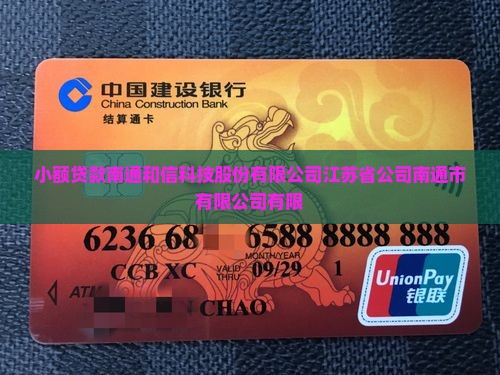 中国建设银行
China Construction Bank
结算通卡
小额贷款南通和信科技股份有限公司江苏省公司南通市
有限公司有限
6236 68 6588 8888 888
MONTH/YEAR
CCB XC VALID THRU 09/29 1
ATM
CHAO
UnionPay
银联